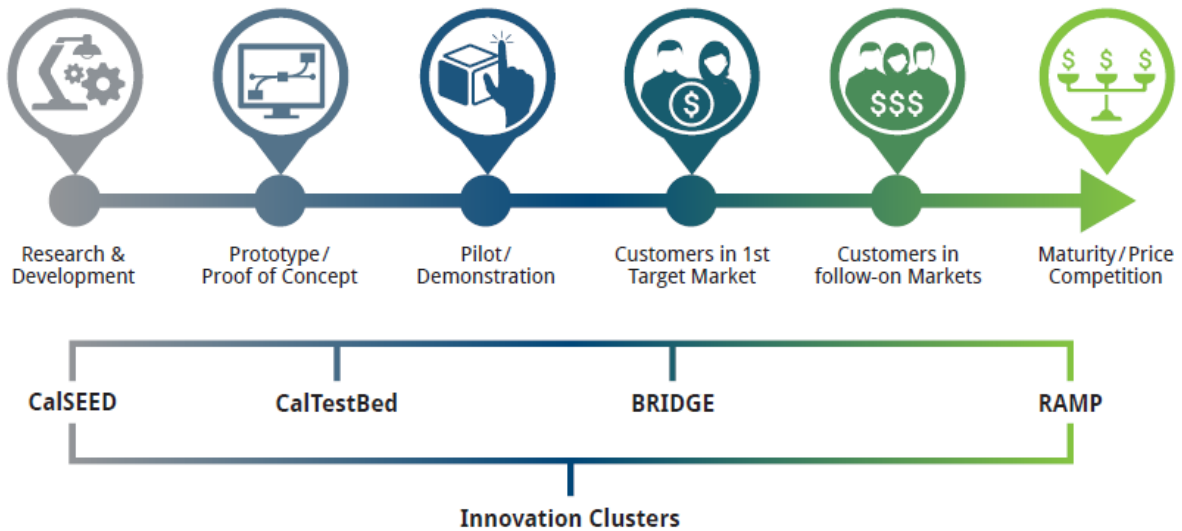 $
$$$
$ $ $
Research &
Development
Prototype/
Proof of Concept
Pilot/
Demonstration
Customers in 1st
Target Market
Customers in
follow-on Markets
Maturity/Price
Competition
CalSEED
CalTestBed
BRIDGE
RAMP
Innovation Clusters